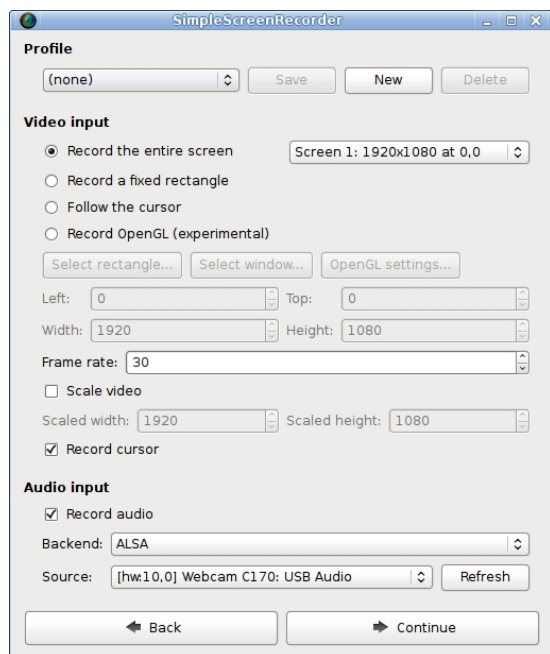 SimpleScreenRecorder
Profile
(none) Save New Delete
Video input
Record the entire screen Screen 1: 1920x1080 at 0,0
Record a fixed rectangle
Follow the cursor
Record OpenGL (experimental)
Select rectangle... Select window... OpenGL settings...
Left: 0 Top: 0
Width: 1920 Height: 1080
Frame rate: 30
Scale video
Scaled width: 1920 Scaled height: 1080
Record cursor
Audio input
Record audio
Backend: ALSA
Source: [hw:10,0] Webcam C170: USB Audio Refresh
Back Continue